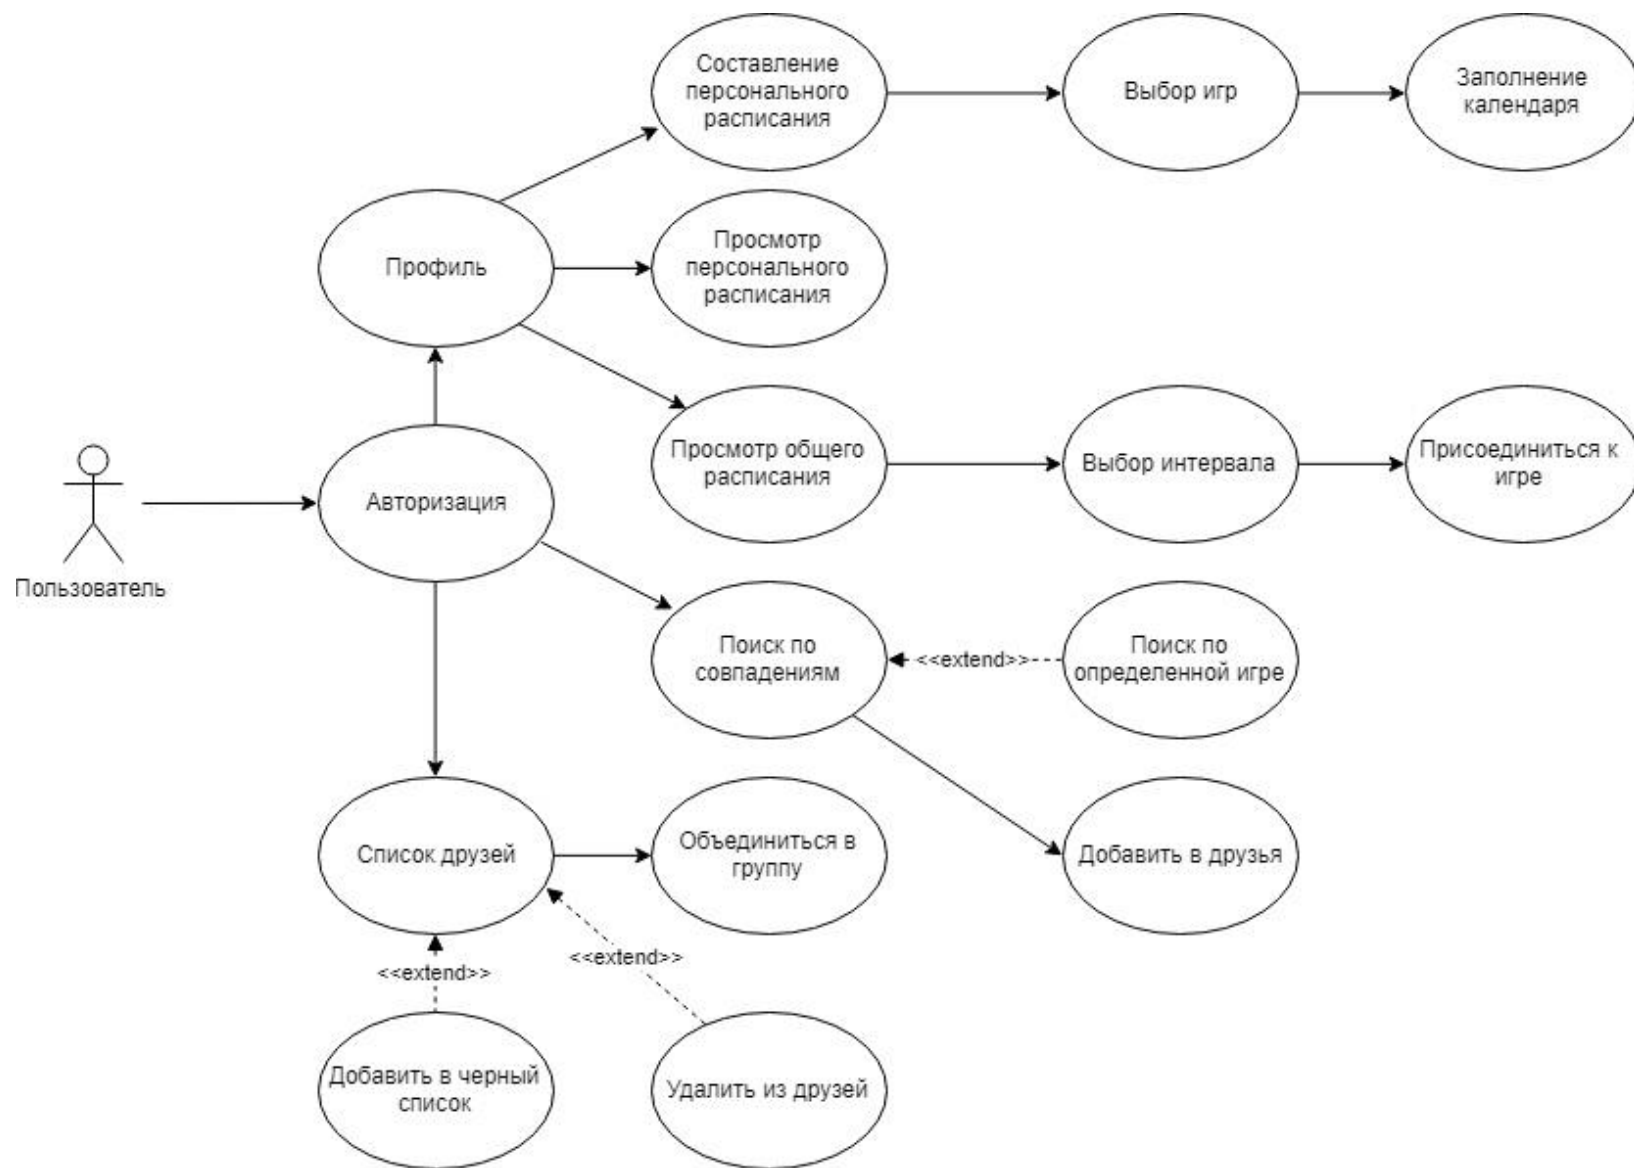 Составление
персонального
расписания
Выбор игр
Заполнение
календаря
Профиль
Просмотр
персонального
расписания
Просмотр общего
расписания
Выбор интервала
Присоединиться к
игре
Авторизация
Пользователь
Поиск по
совпадениям
<<extend>>
Поиск по
определенной игре
Список друзей
Объединиться в
группу
Добавить в друзья
<<extend>>
<<extend>>
Добавить в черный
список
Удалить из друзей